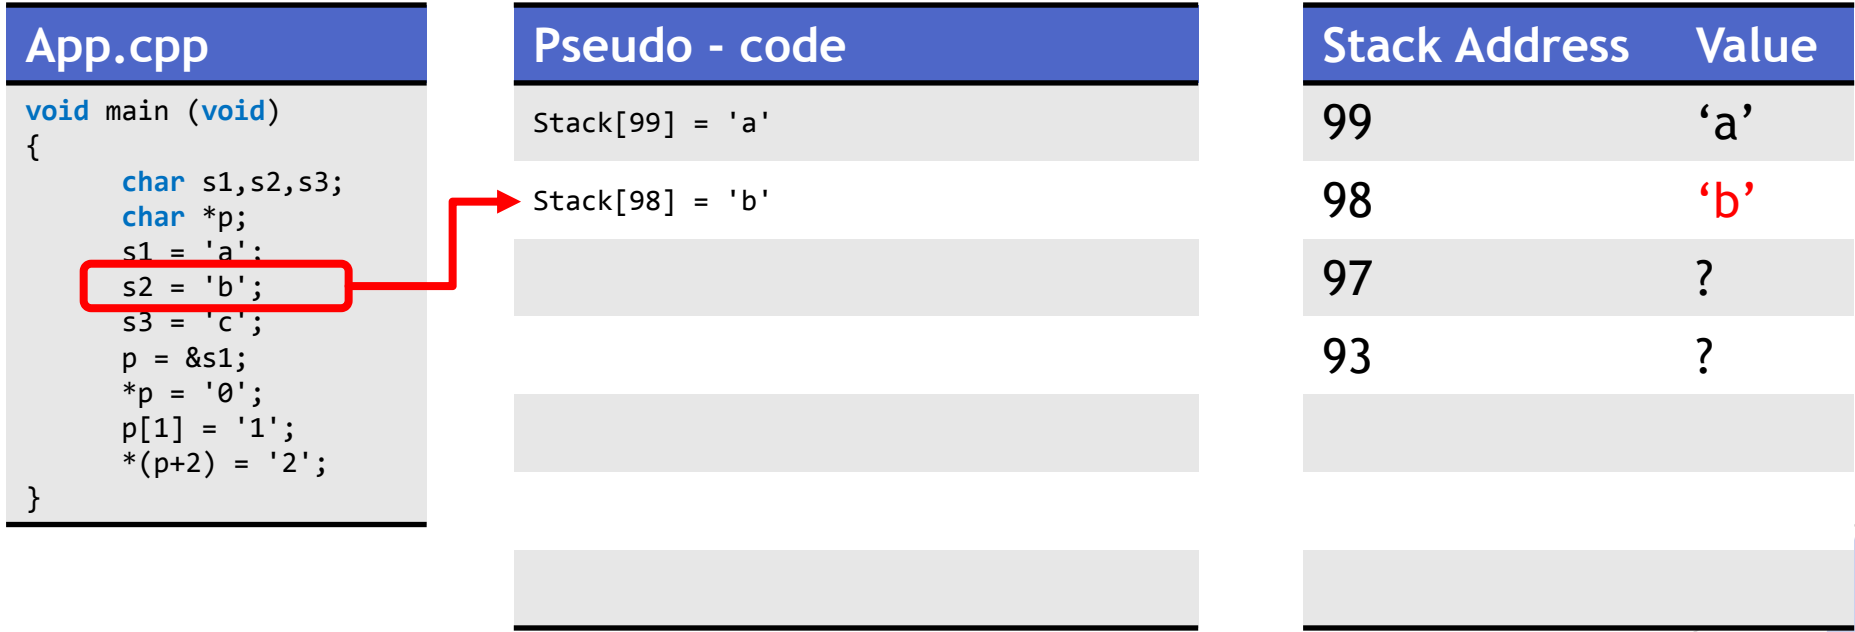 App.cpp
void main (void)
{
char s1,s2,s3;
char *p;
s1 = 'a';
s2 = 'b';
s3 = 'c';
p = &s1;
*p = '0';
p[1] = '1';
*(p+2) = '2';
}
Pseudo - code
Stack[99] = 'a'
Stack[98] = 'b'
Stack Address Value
99 ‘a’
98 ‘b’
97 ?
93 ?